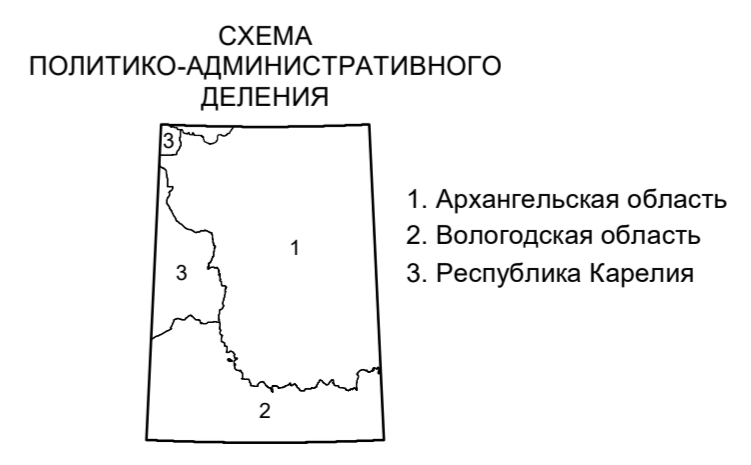 СХЕМА
ПОЛИТИКО-АДМИНИСТРАТИВНОГО
ДЕЛЕНИЯ
3
1
3
2
1. Архангельская область
2. Вологодская область
3. Республика Карелия